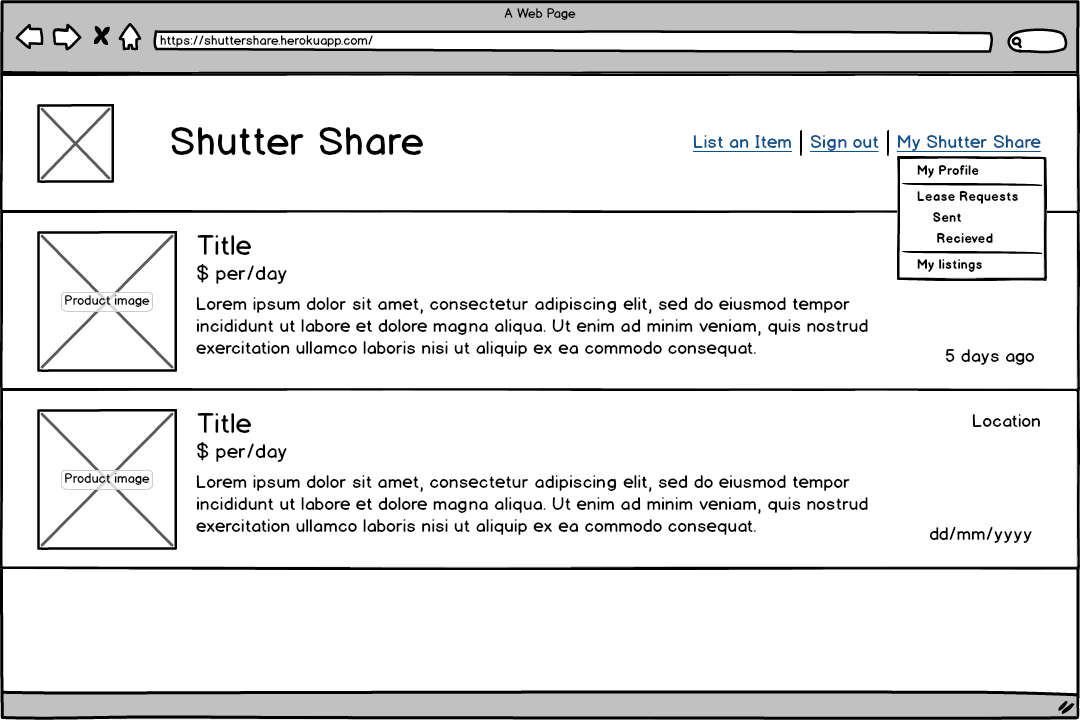 A Web Page
https://shuttershare.herokuapp.com/
Shutter Share
List an Item | Sign out | My Shutter Share
My Profile
Lease Requests
Sent
Recieved
My listings
Title
$ per/day
Product image
Lorem ipsum dolor sit amet, consectetur adipiscing elit, sed do eiusmod tempor
incididunt ut labore et dolore magna aliqua. Ut enim ad minim veniam, quis nostrud
exercitation ullamco laboris nisi ut aliquip ex ea commodo consequat.
5 days ago
Title
Location
$ per/day
Product image
Lorem ipsum dolor sit amet, consectetur adipiscing elit, sed do eiusmod tempor
incididunt ut labore et dolore magna aliqua. Ut enim ad minim veniam, quis nostrud
exercitation ullamco laboris nisi ut aliquip ex ea commodo consequat.
dd/mm/yyyy